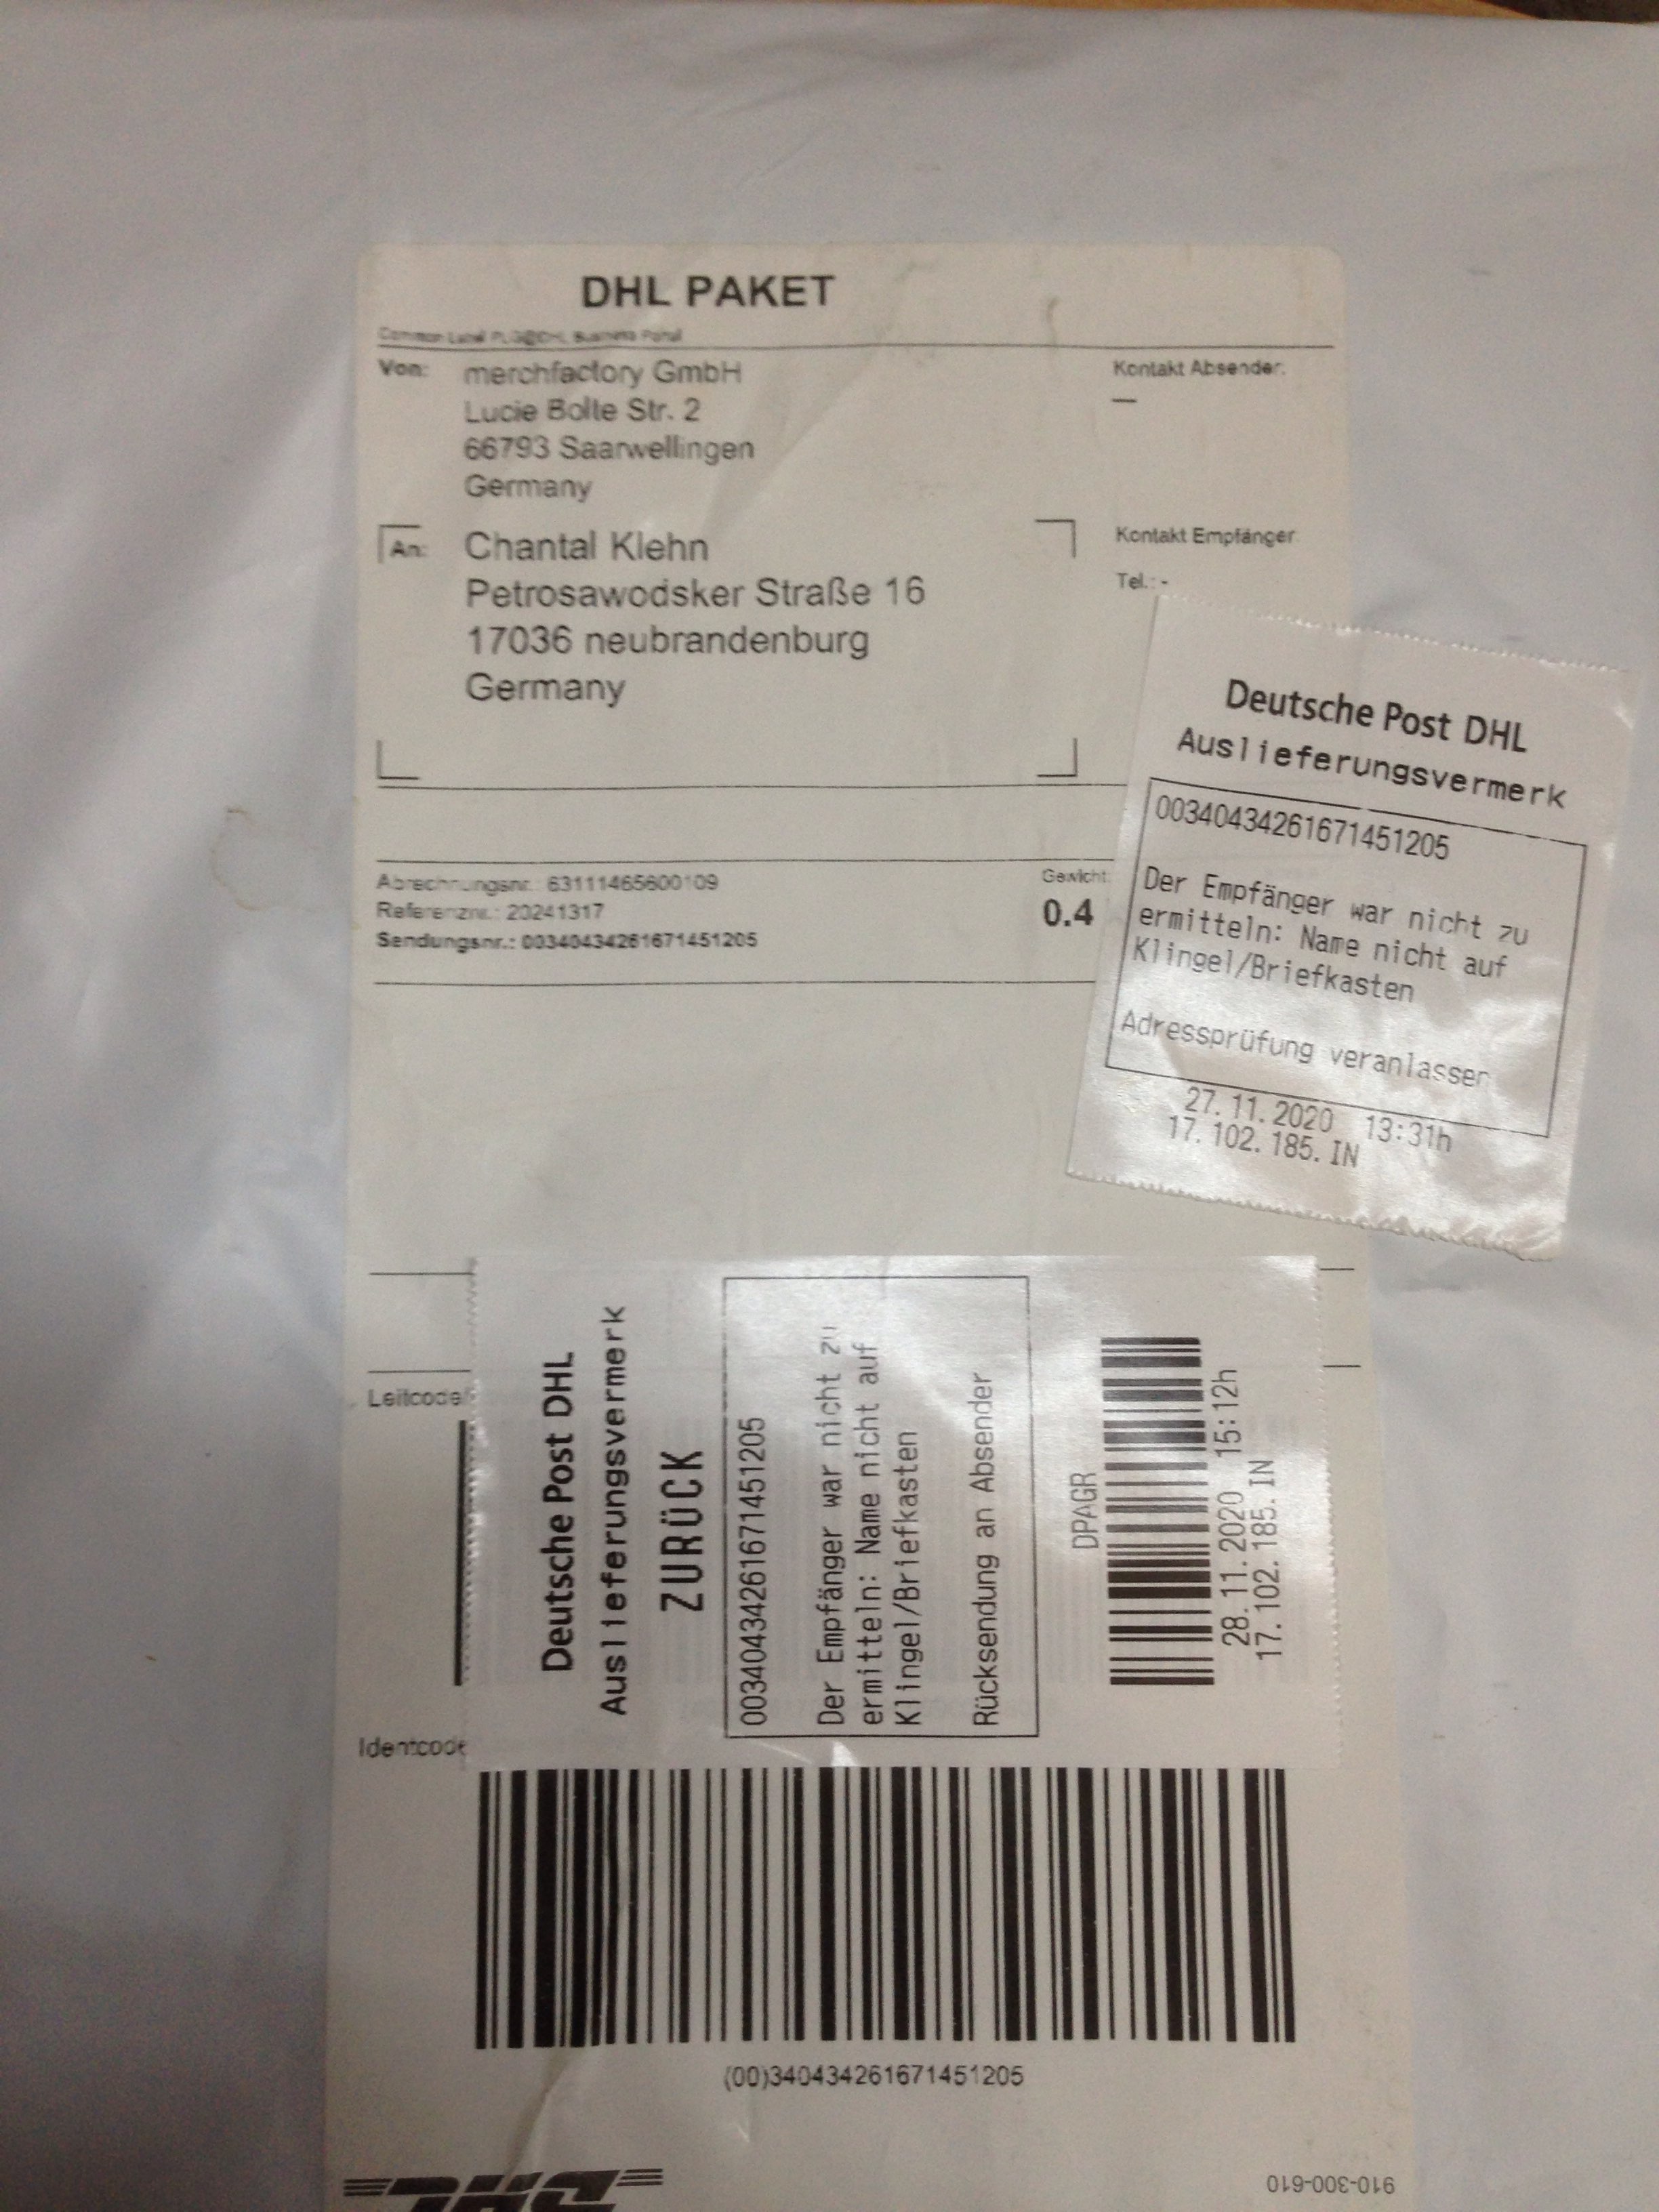 DHL PAKET
Von: merchfactory GmbH
Lucie Bolte Str. 2
66793 Saarwellingen
Germany
Kontakt Absender:
—
An: Chantal Klehn
Petrosawodsker Straße 16
17036 neubrandenburg
Germany
Kontakt Empfänger
Tel.: -
Abrechnungsnr.: 63111465600109
Referenznr.: 20241317
Sendungsnr.: 00340434261671451205
Gewicht
0.4
Deutsche Post DHL
Auslieferungsvermerk
00340434261671451205
Der Empfänger war nicht zu
ermitteln: Name nicht auf
Klingel/Briefkasten
Adressprüfung veranlassen
27.11.2020 13:31h
17.102.185.IN
Leitcode
Deutsche Post DHL
Auslieferungsvermerk
ZURÜCK
00340434261671451205
Der Empfänger war nicht zu
ermitteln: Name nicht auf
Klingel/Briefkasten
Rücksendung an Absender
DPAGR
28.11.2020 15:12h
17.102.185.IN
Identcode
(00)340434261671451205
DHL
910-300-610